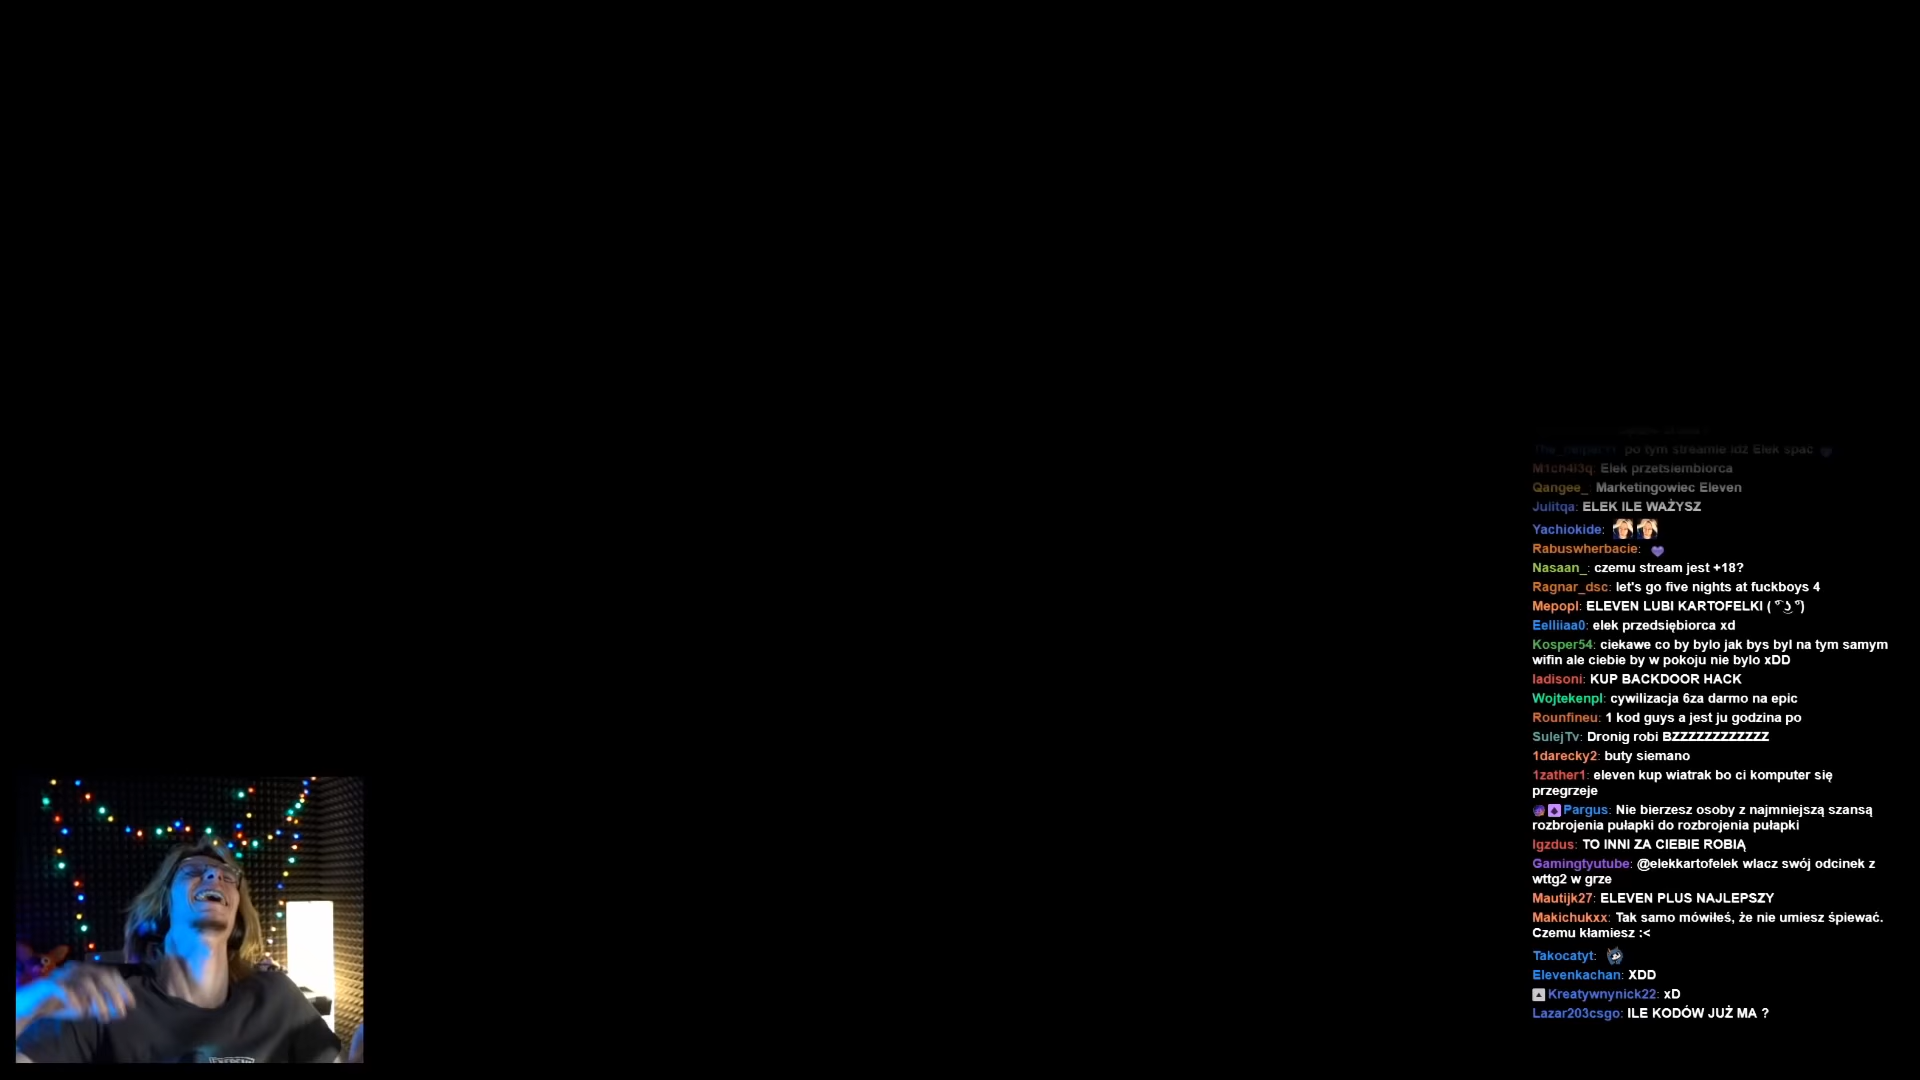 po tym streamie idź Elek spać
M1ch4l3q: Elek przetsiembiorca
Qangee_: Marketingowiec Eleven
Julitqa: ELEK ILE WAŻYSZ
Yachiokide:
Rabuswherbacie:
Nasaan_: czemu stream jest +18?
Ragnar_dsc: let's go five nights at fuckboys 4
Mepopl: ELEVEN LUBI KARTOFELKI ( ͡° ͜ʖ ͡°)
Eelliiaa0: elek przedsiębiorca xd
Kosper54: ciekawe co by bylo jak bys byl na tym samym
wifin ale ciebie by w pokoju nie bylo xDD
ladisoni: KUP BACKDOOR HACK
Wojtekenpl: cywilizacja 6za darmo na epic
Rounfineu: 1 kod guys a jest ju godzina po
SulejTv: Dronig robi BZZZZZZZZZZZZ
1darecky2: buty siemano
1zather1: eleven kup wiatrak bo ci komputer się
przegrzeje
Pargus: Nie bierzesz osoby z najmniejszą szansą
rozbrojenia pułapki do rozbrojenia pułapki
Igzdus: TO INNI ZA CIEBIE ROBIĄ
Gamingtyutube: @elekkartofelek wlacz swój odcinek z
wttg2 w grze
Mautijk27: ELEVEN PLUS NAJLEPSZY
Makichukxx: Tak samo mówiłeś, że nie umiesz śpiewać.
Czemu kłamiesz :<
Takocatyt:
Elevenkachan: XDD
Kreatywnynick22: xD
Lazar203csgo: ILE KODÓW JUŻ MA ?